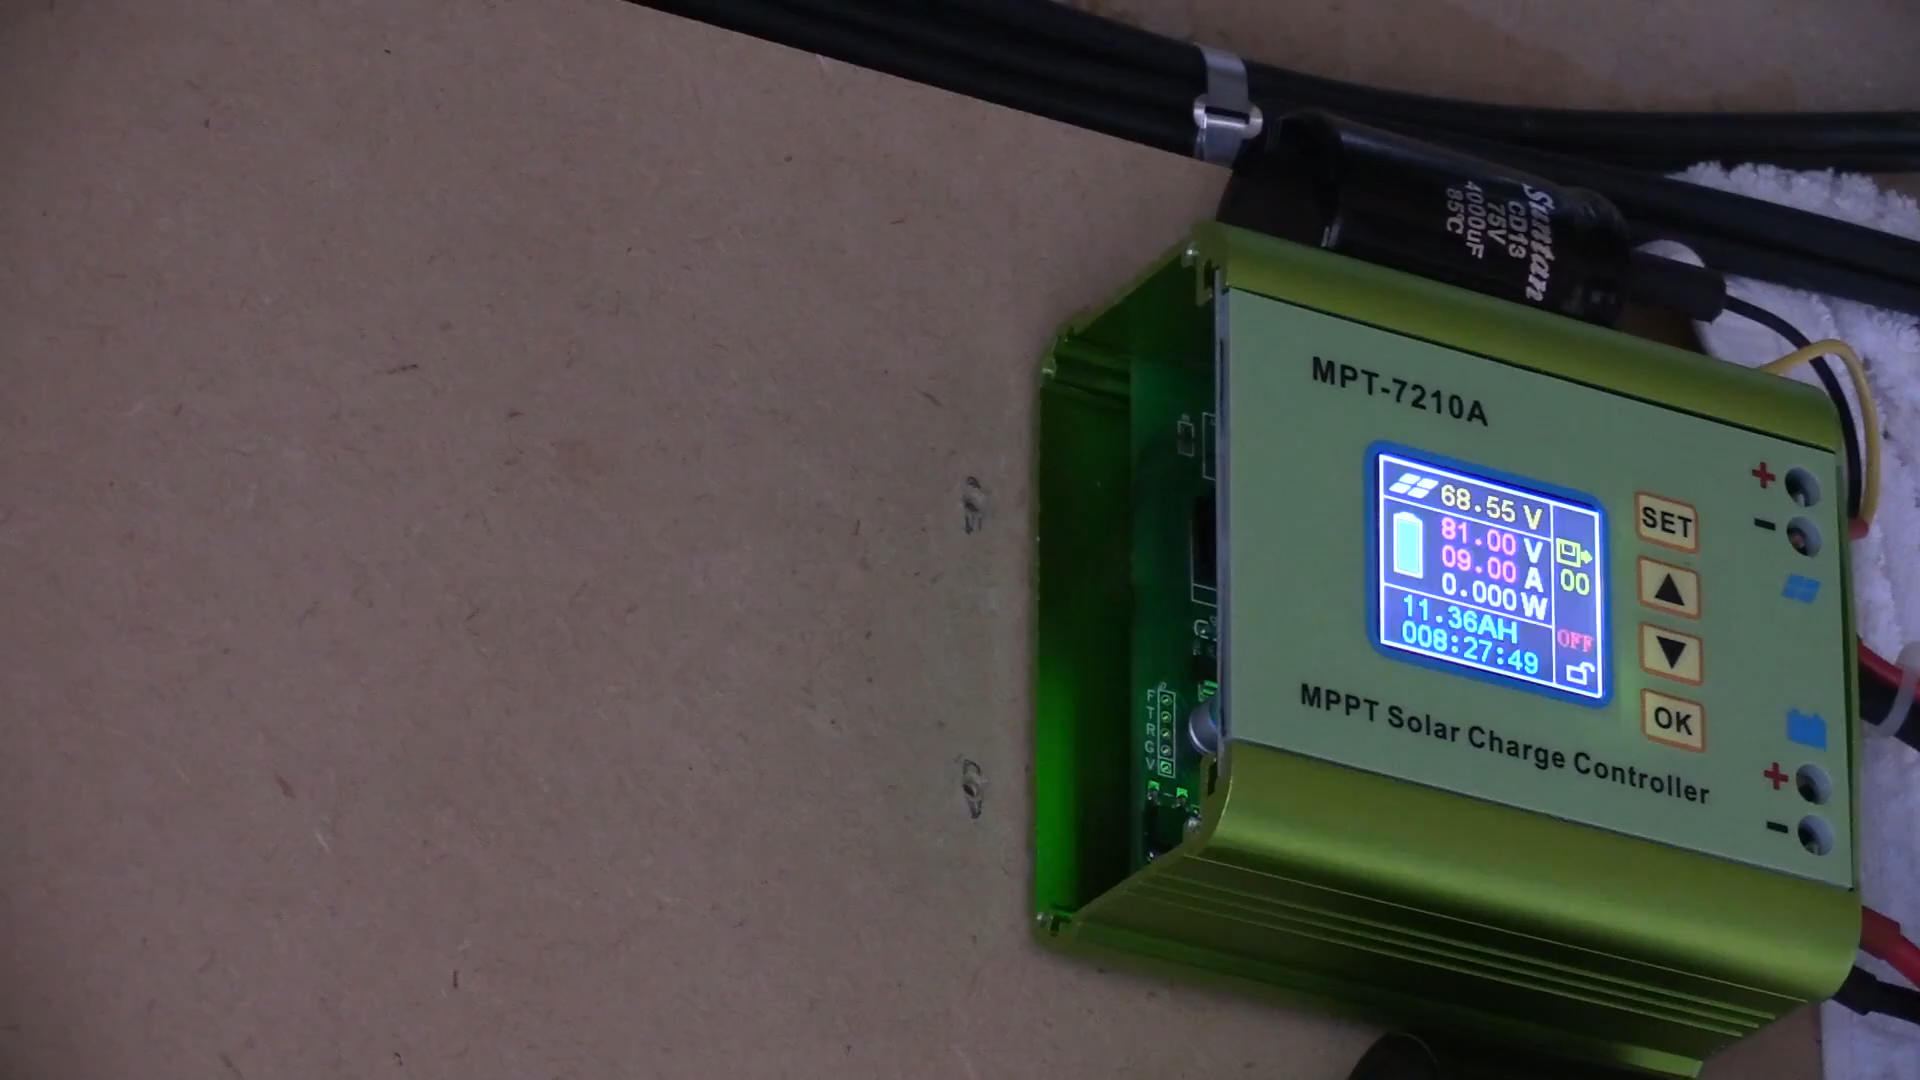 Suntan
CD13
75V
4000uF
85°C
MPT-7210A
68.55 V
81.00 V
09.00 A
0.000 W
11.36AH
008:27:49
00
OFF
SET
▲
▼
OK
+
-
+
-
MPPT Solar Charge Controller
F
T
R
G
V